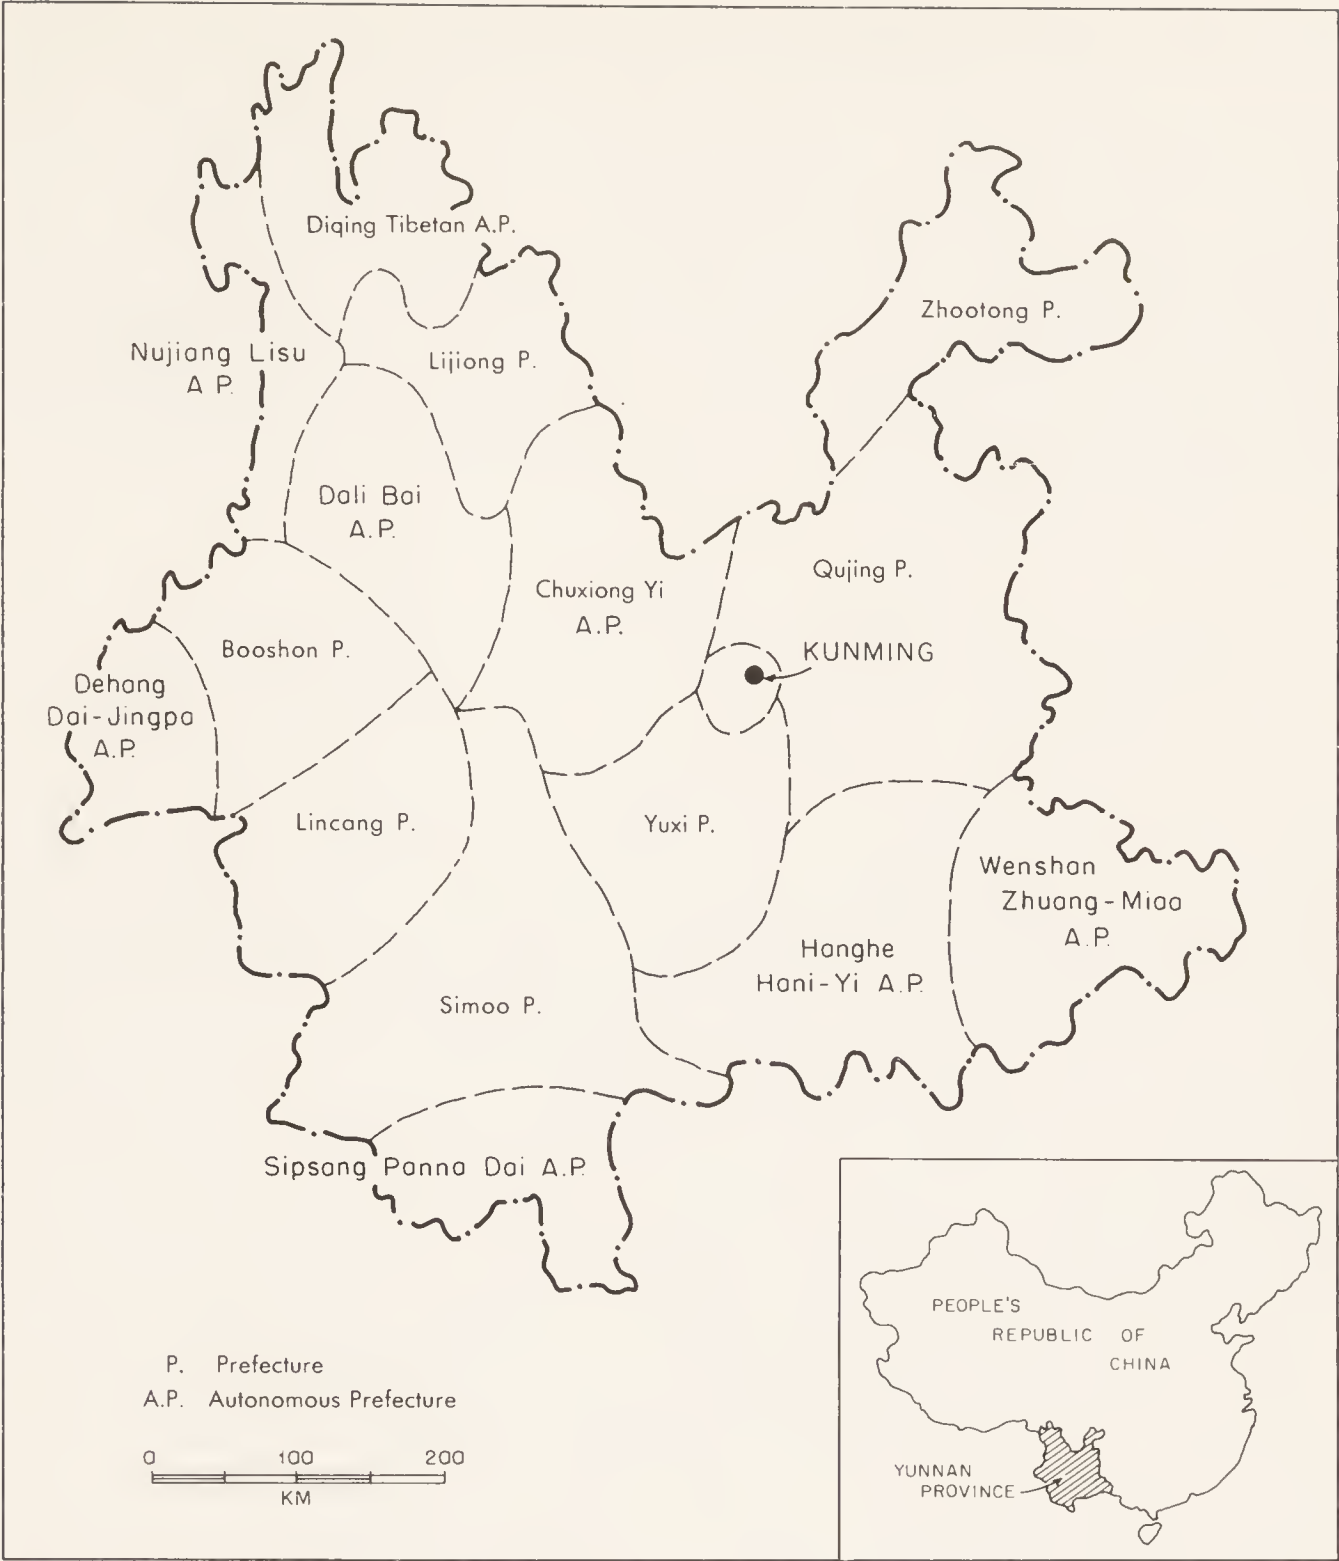 Diqing Tibetan A.P.
Zhootong P.
Nujiang Lisu
A P.
Lijiong P.
Dali Bai
A.P.
Qujing P.
Chuxiong Yi
A.P.
Booshon P.
KUNMING
Dehong
Dai-Jingpa
A.P.
Lincang P.
Yuxi P.
Wenshan
Zhuang-Miao
A.P.
Honghe
Hani-Yi A.P.
Simoo P.
Sipsong Panna Dai A.P.
PEOPLE'S
REPUBLIC OF
CHINA
YUNNAN
PROVINCE
P. Prefecture
A.P. Autonomous Prefecture
0 100 200
KM